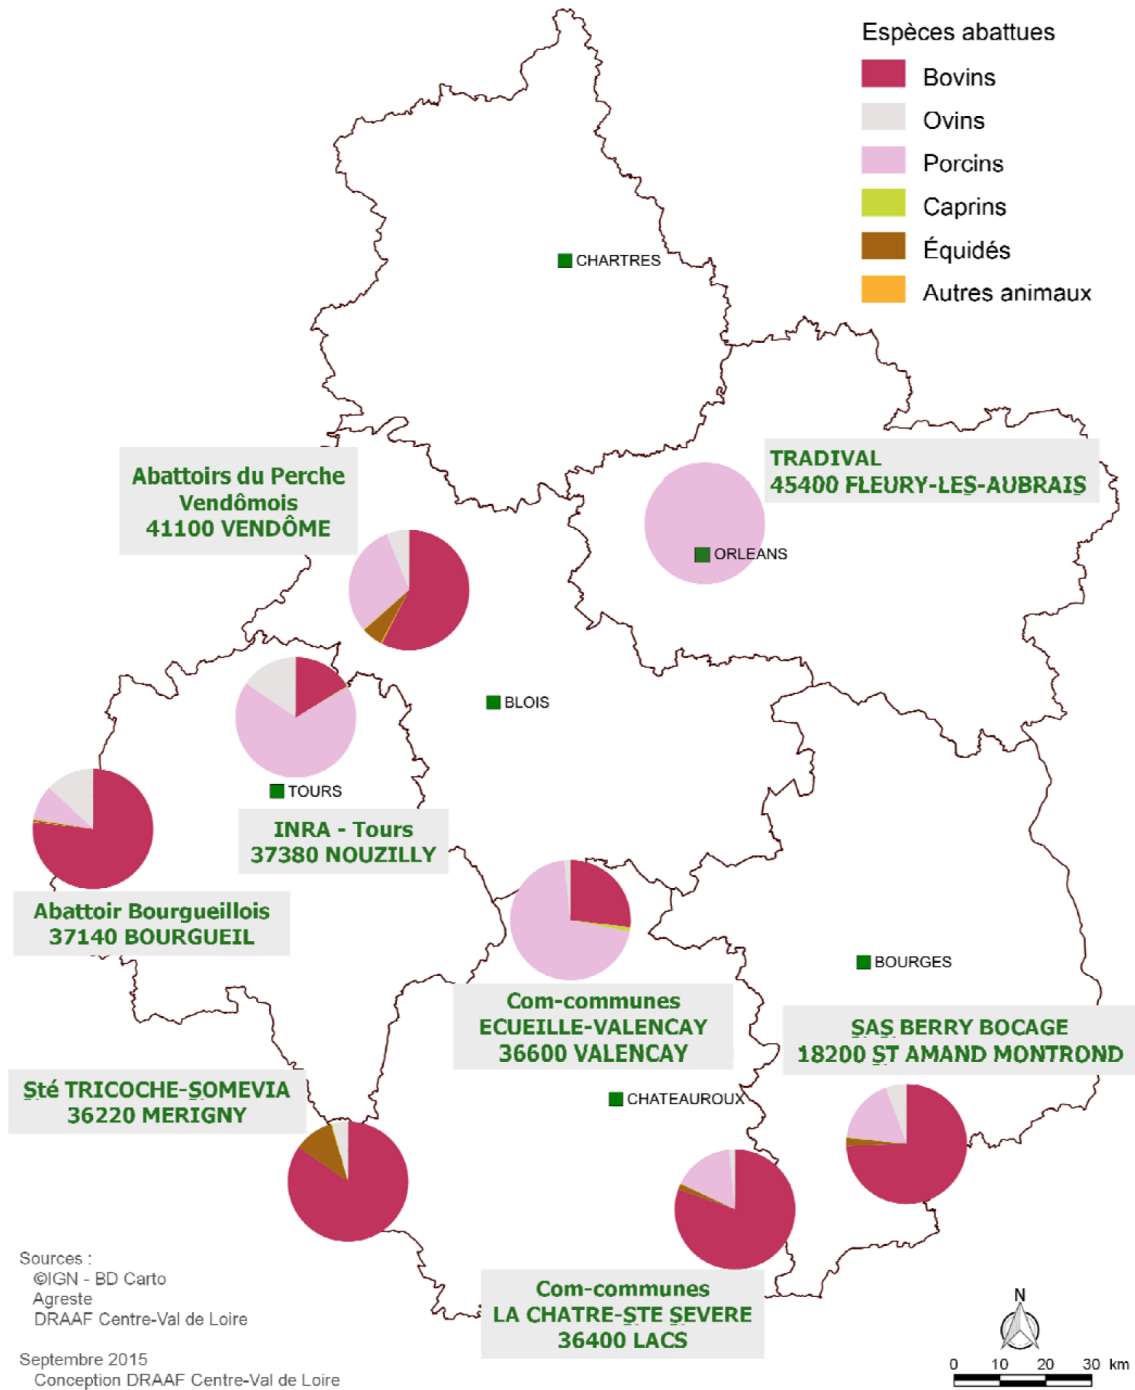 Espèces abattues
Bovins
Ovins
Porcins
Caprins
Équidés
Autres animaux
CHARTRES
Abattoirs du Perche
Vendômois
41100 VENDÔME
TRADIVAL
45400 FLEURY-LES-AUBRAIS
ORLEANS
BLOIS
TOURS
INRA - Tours
37380 NOUZILLY
Abattoir Bourgueillois
37140 BOURGUEIL
BOURGES
Com-communes
ECUEILLE-VALENCAY
36600 VALENCAY
SAS BERRY BOCAGE
18200 ST AMAND MONTROND
Sté TRICOCHE-SOMEVIA
36220 MERIGNY
CHATEAUROUX
Com-communes
LA CHATRE-STE SEVERE
36400 LACS
Sources :
©IGN - BD Carto
Agreste
DRAAF Centre-Val de Loire
Septembre 2015
Conception DRAAF Centre-Val de Loire
N
0 10 20 30 km